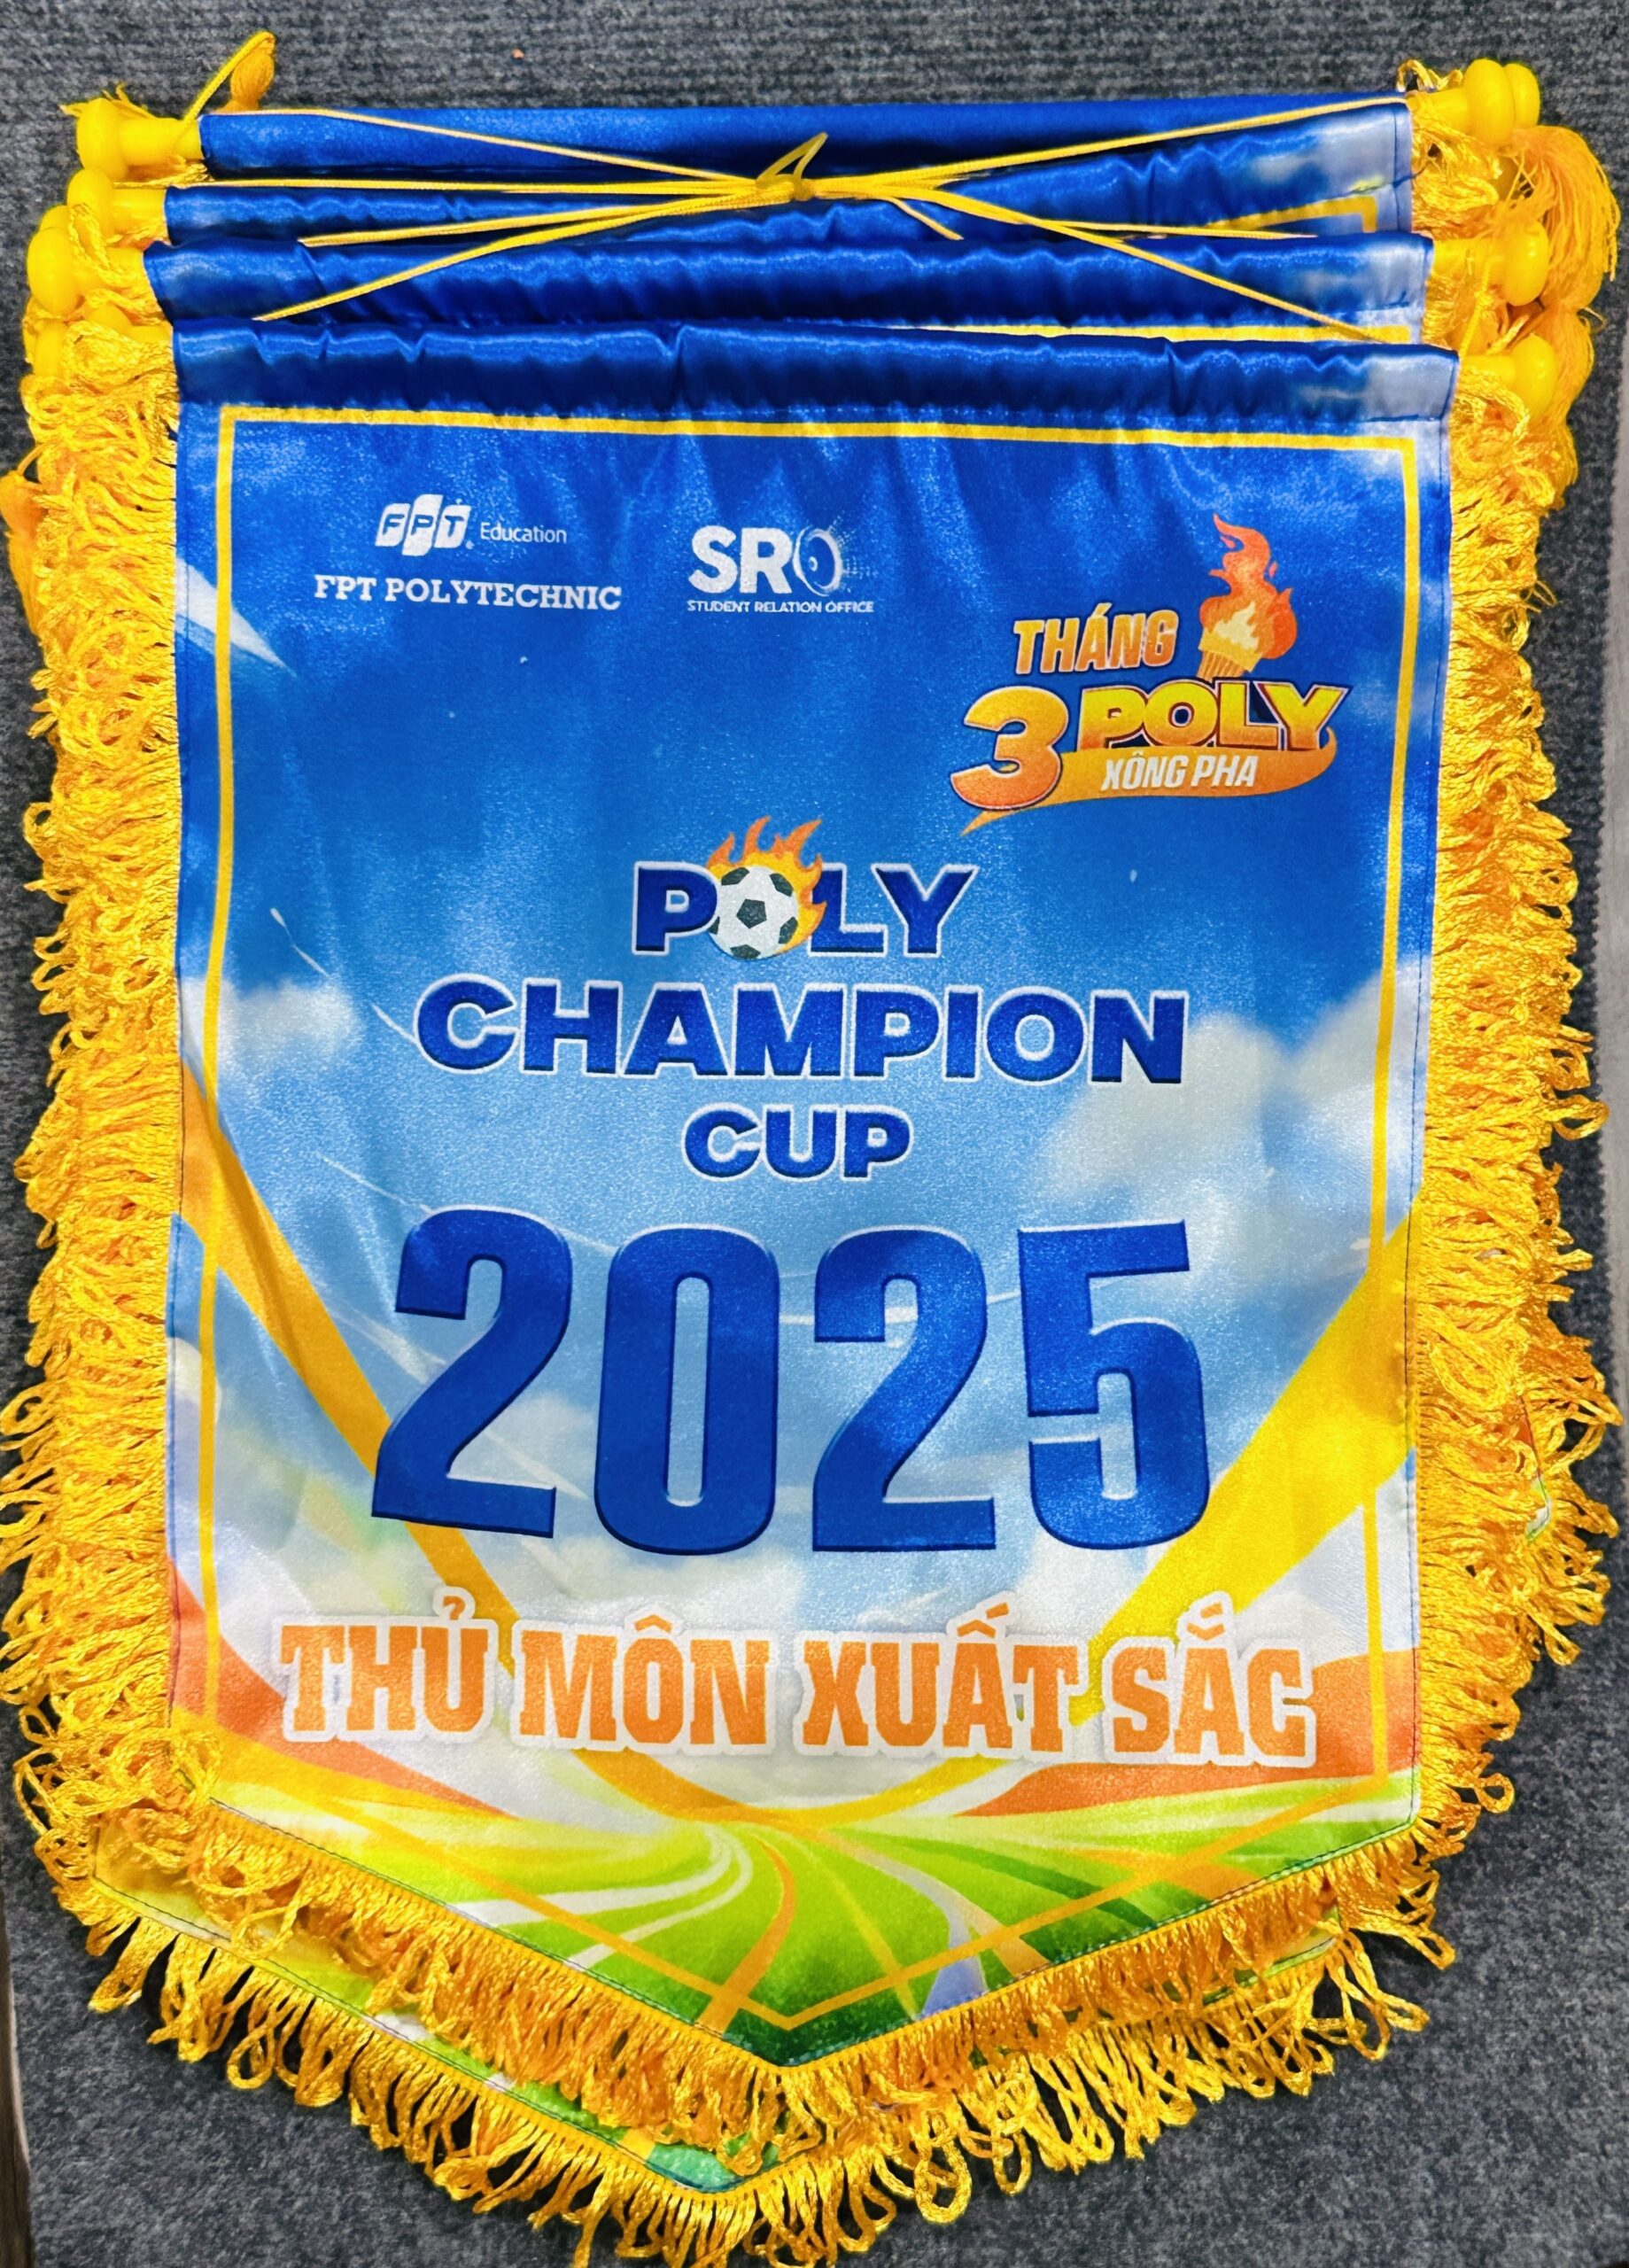 FPT Education
FPT POLYTECHNIC
SRO
STUDENT RELATION OFFICE
THÁNG
3 POLY
XÔNG PHA
POLY
CHAMPION
CUP
2025
THỦ MÔN XUẤT SẮC